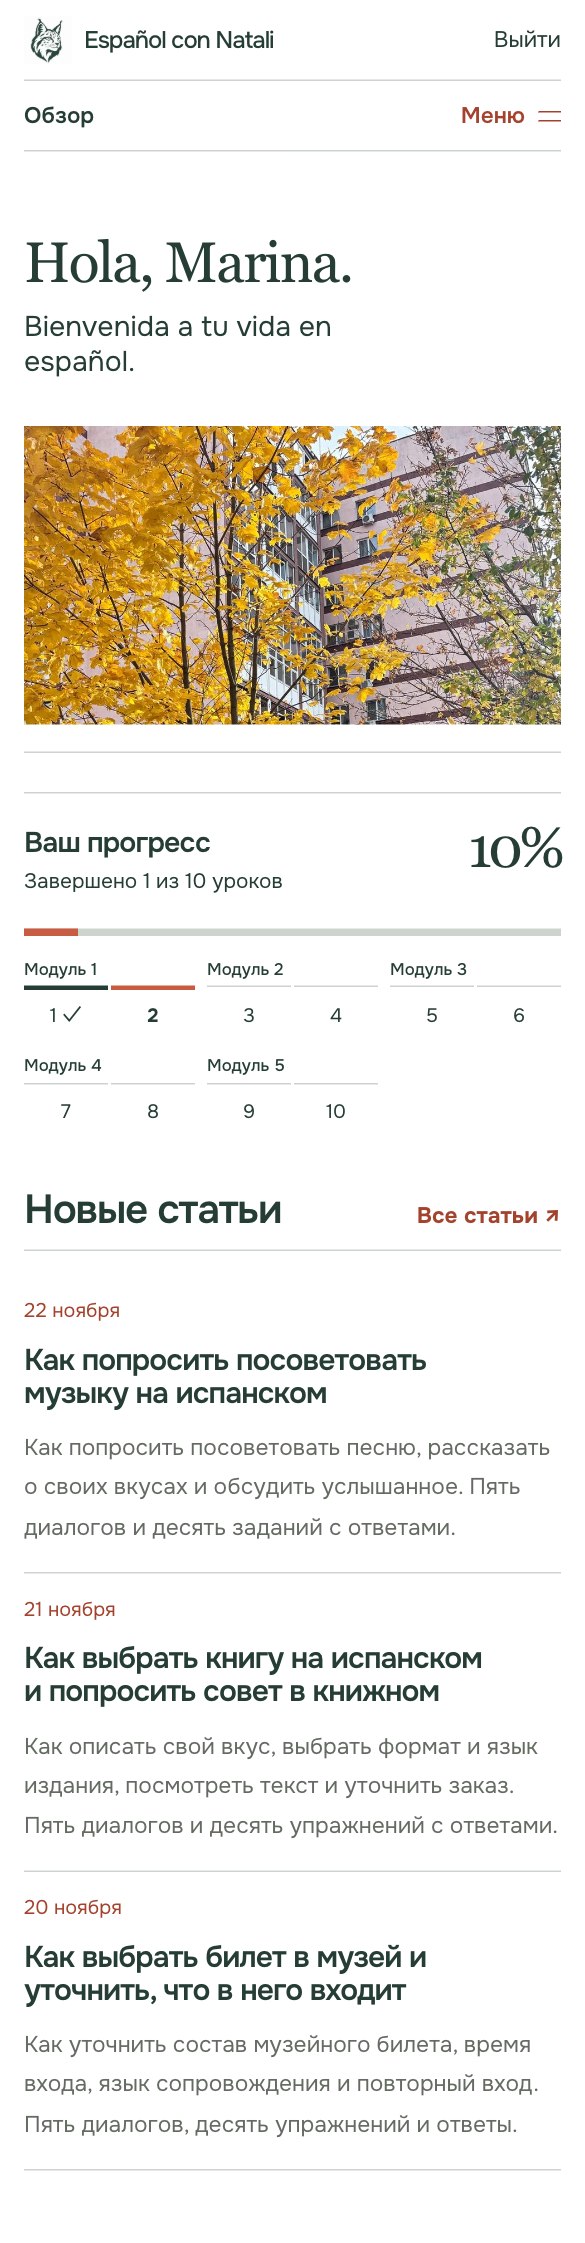 Español con Natali
Выйти
Обзор
Меню
Hola, Marina.
Bienvenida a tu vida en
español.
Ваш прогресс
10%
Завершено 1 из 10 уроков
Модуль 1
Модуль 2
Модуль 3
1 ✓
2
3
4
5
6
Модуль 4
Модуль 5
7
8
9
10
Новые статьи
Все статьи ↗
22 ноября
Как попросить посоветовать
музыку на испанском
Как попросить посоветовать песню, рассказать
о своих вкусах и обсудить услышанное. Пять
диалогов и десять заданий с ответами.
21 ноября
Как выбрать книгу на испанском
и попросить совет в книжном
Как описать свой вкус, выбрать формат и язык
издания, посмотреть текст и уточнить заказ.
Пять диалогов и десять упражнений с ответами.
20 ноября
Как выбрать билет в музей и
уточнить, что в него входит
Как уточнить состав музейного билета, время
входа, язык сопровождения и повторный вход.
Пять диалогов, десять упражнений и ответы.